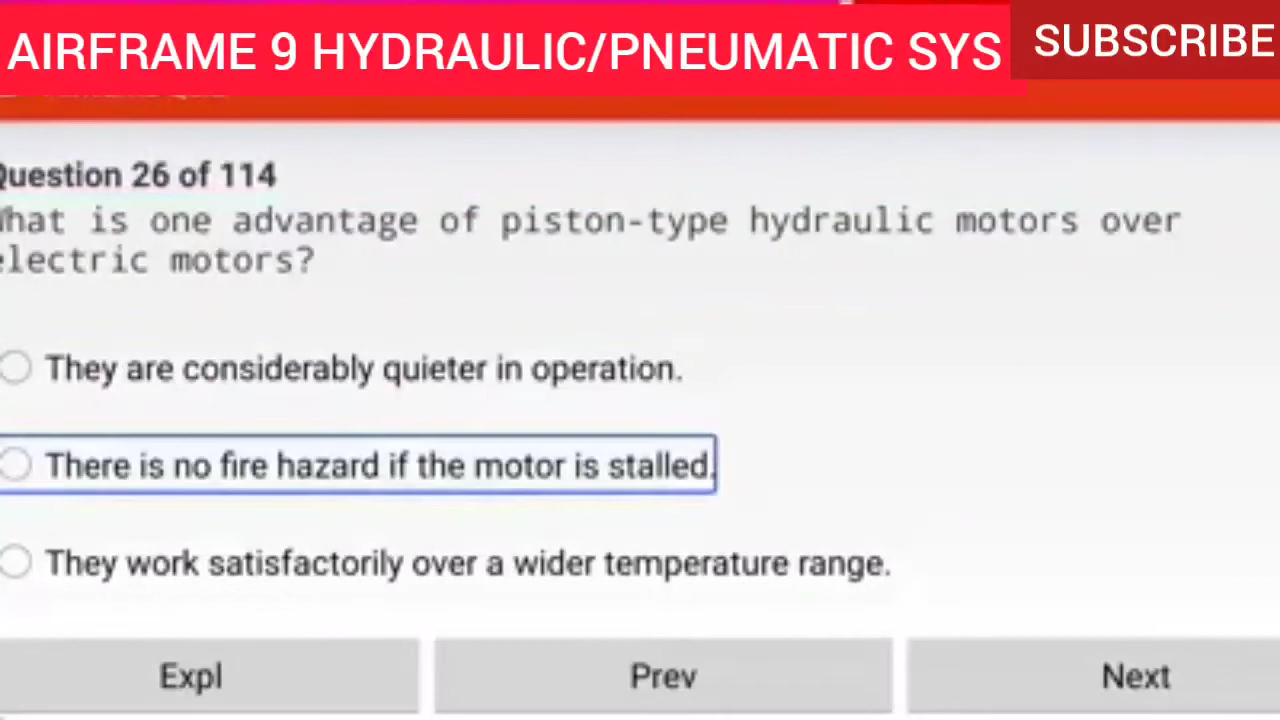 AIRFRAME 9 HYDRAULIC/PNEUMATIC SYS
SUBSCRIBE
Question 26 of 114
What is one advantage of piston-type hydraulic motors over
electric motors?
They are considerably quieter in operation.
There is no fire hazard if the motor is stalled.
They work satisfactorily over a wider temperature range.
Expl
Prev
Next